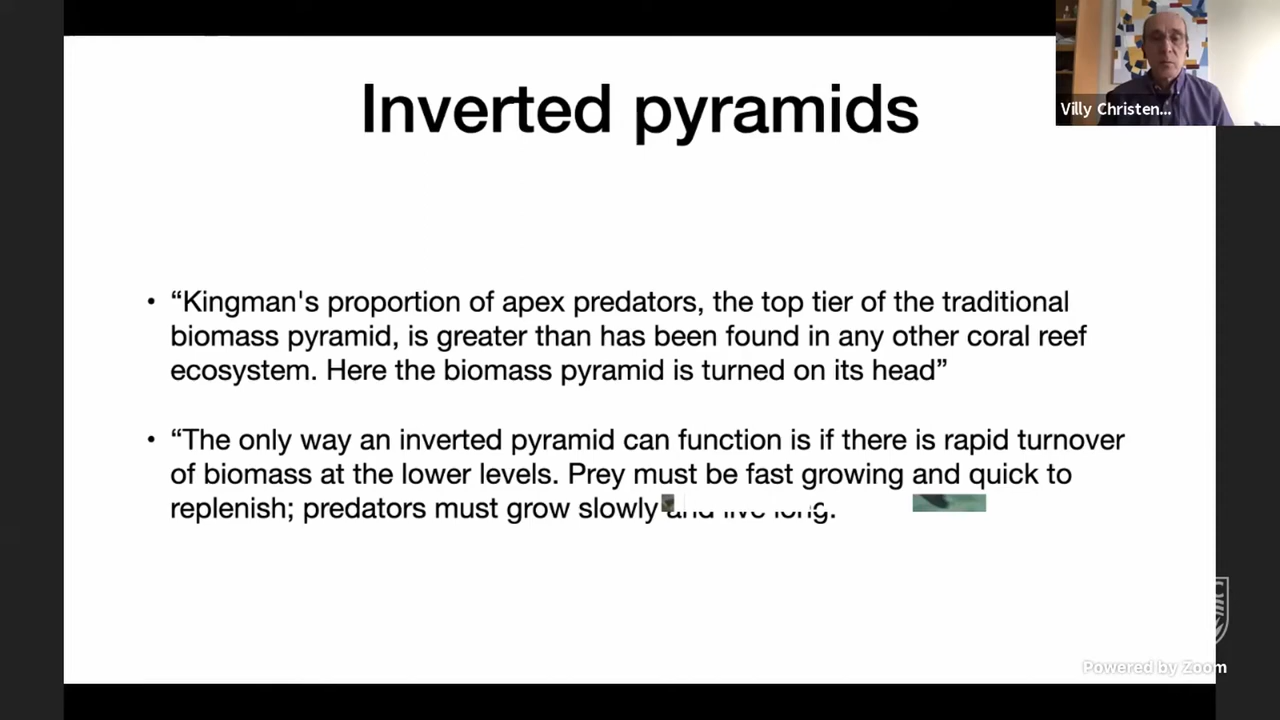 Inverted pyramids
Villy Christen...
• “Kingman's proportion of apex predators, the top tier of the traditional
biomass pyramid, is greater than has been found in any other coral reef
ecosystem. Here the biomass pyramid is turned on its head”
• “The only way an inverted pyramid can function is if there is rapid turnover
of biomass at the lower levels. Prey must be fast growing and quick to
replenish; predators must grow slowly and live long.
Powered by Zoom